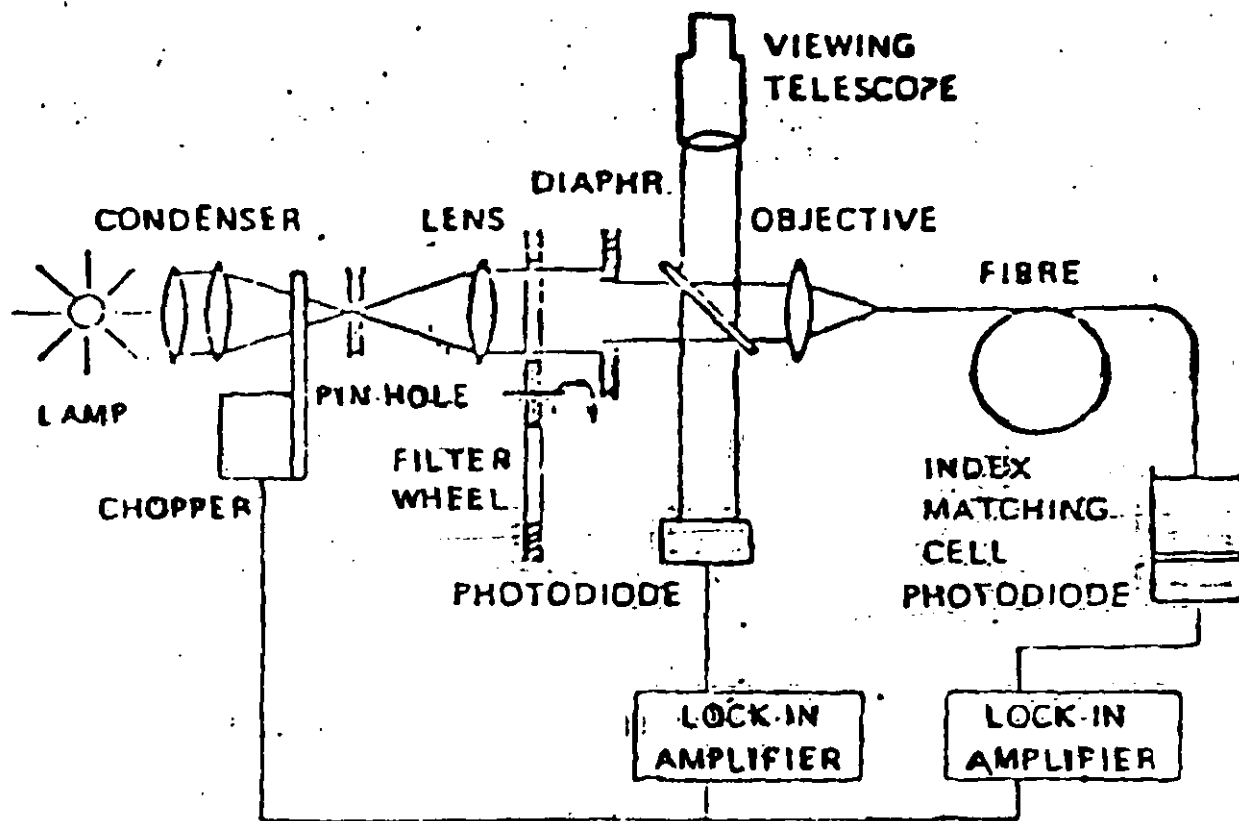 VIEWING
TELESCOPE
DIAPHR.
CONDENSER
LENS
OBJECTIVE
FIBRE
LAMP
PIN-HOLE
CHOPPER
FILTER
WHEEL
INDEX
MATCHING
CELL
PHOTODIODE
PHOTODIODE
LOCK-IN
AMPLIFIER
LOCK-IN
AMPLIFIER